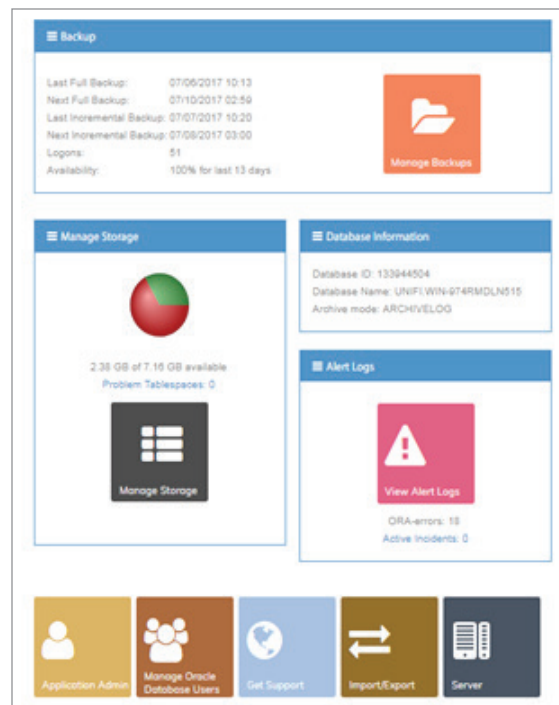 Backup
Last Full Backup: 07/06/2017 10:13
Next Full Backup: 07/10/2017 02:59
Last Incremental Backup: 07/07/2017 10:20
Next Incremental Backup: 07/08/2017 03:00
Logons: 51
Availability: 100% for last 13 days
Manage Backups
Manage Storage
2.38 GB of 7.16 GB available
Problem Tablespaces: 0
Manage Storage
Database Information
Database ID: 133944504
Database Name: UNIFI.WIN-974RMDLN515
Archive mode: ARCHIVELOG
Alert Logs
View Alert Logs
ORA-errors: 18
Active Incidents: 0
Application Admin
Manage Oracle
Database Users
Get Support
Import/Export
Server